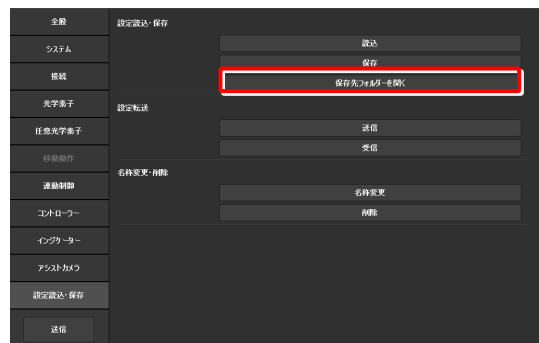 全般
システム
接続
光学素子
任意光学素子
移動動作
連動制御
コントローラー
インジケーター
アシストカメラ
設定読込・保存
送信
設定読込・保存
読込
保存
保存先フォルダーを開く
設定転送
送信
受信
名称変更・削除
名称変更
削除